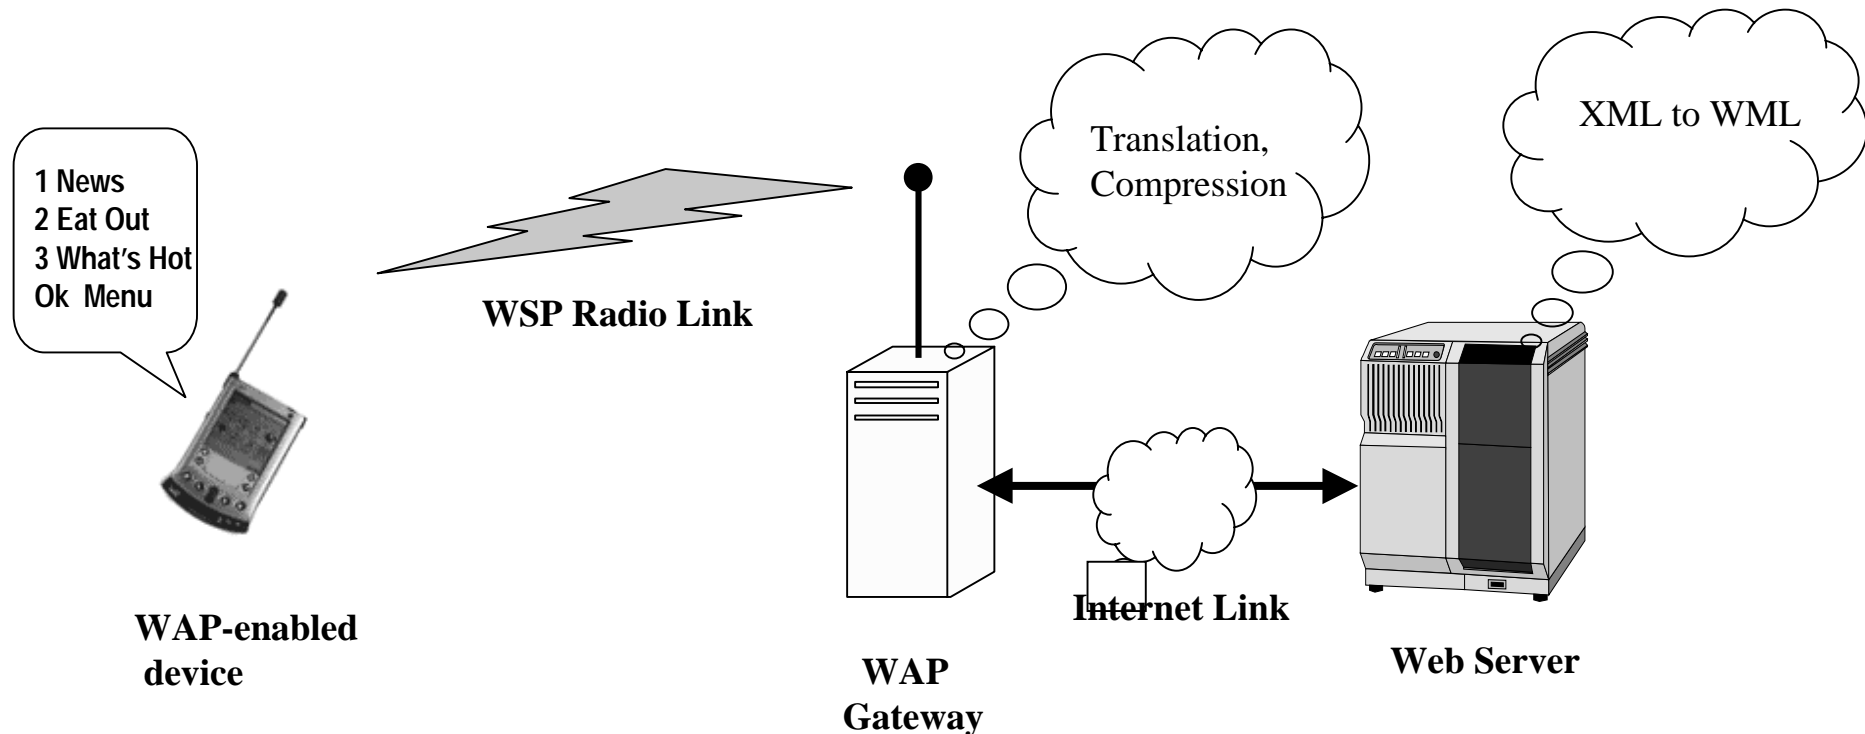 1 News
2 Eat Out
3 What's Hot
Ok Menu
WSP Radio Link
Translation,
Compression
XML to WML
Internet Link
WAP-enabled
device
WAP
Gateway
Web Server